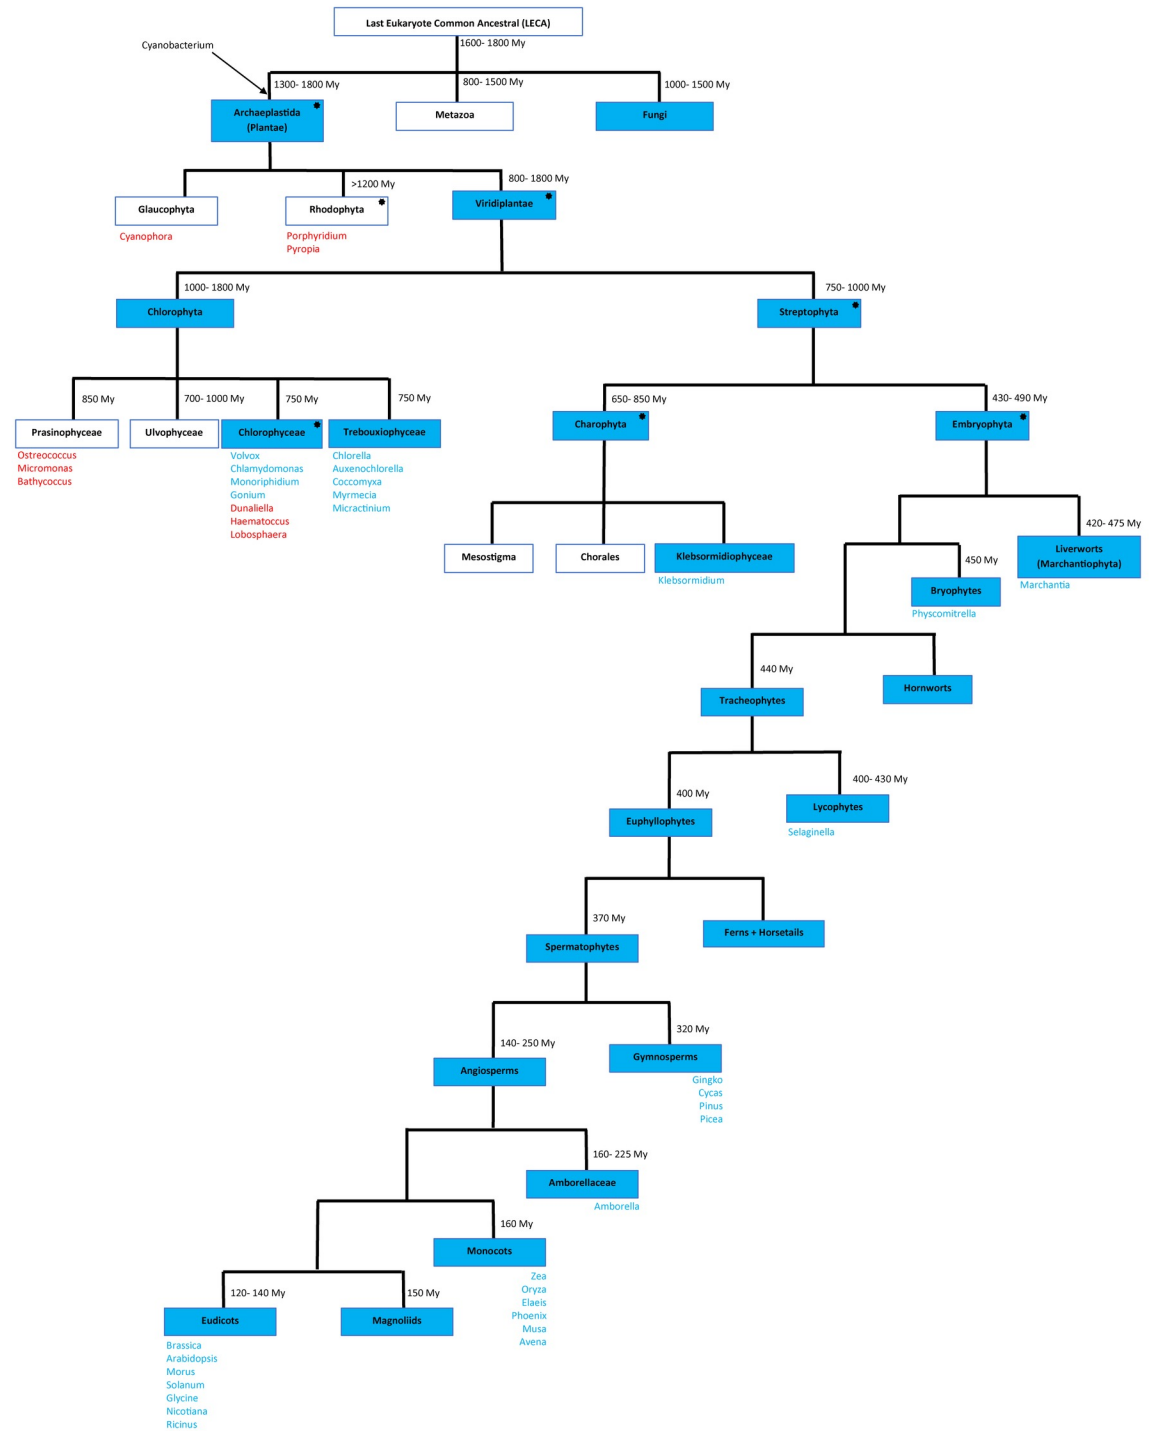 Last Eukaryote Common Ancestral (LECA)
1600- 1800 My
Cyanobacterium
1300- 1800 My
800- 1500 My
1000- 1500 My
Archaeplastida
(Plantae)
Metazoa
Fungi
>1200 My
800- 1800 My
Glaucophyta
Rhodophyta
Viridiplantae
Cyanophora
Porphyridium
Pyropia
1000- 1800 My
750- 1000 My
Chlorophyta
Streptophyta
850 My
700- 1000 My
750 My
750 My
650- 850 My
430- 490 My
Prasinophyceae
Ulvophyceae
Chlorophyceae
Trebouxiophyceae
Charophyta
Embryophyta
Ostreococcus
Micromonas
Bathycoccus
Volvox
Chlamydomonas
Monoriphidium
Gonium
Dunaliella
Haematoccus
Lobosphaera
Chlorella
Auxenochlorella
Coccomyxa
Myrmecia
Micractinium
420- 475 My
Mesostigma
Chorales
Klebsormidiophyceae
Klebsormidium
450 My
Liverworts
(Marchantiophyta)
Marchantia
Bryophytes
Physcomitrella
440 My
Tracheophytes
Hornworts
400 My
400- 430 My
Euphyllophytes
Lycophytes
Selaginella
370 My
Spermatophytes
Ferns + Horsetails
140- 250 My
320 My
Angiosperms
Gymnosperms
Gingko
Cycas
Pinus
Picea
160- 225 My
Amborellaceae
Amborella
160 My
Monocots
Zea
Oryza
Elaeis
Phoenix
Musa
Avena
120- 140 My
150 My
Eudicots
Magnoliids
Brassica
Arabidopsis
Morus
Solanum
Glycine
Nicotiana
Ricinus